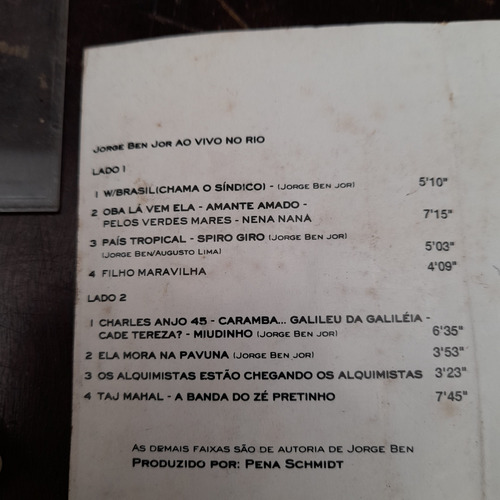 JORGE BEN JOR AO VIVO NO RIO
LADO 1
1 W/BRASIL(CHAMA O SÍNDICO) - (JORGE BEN JOR) 5'10"
2 OBA LÁ VEM ELA - AMANTE AMADO -
PELOS VERDES MARES - NENA NANA 7'15"
3 PAÍS TROPICAL - SPIRO GIRO (JORGE BEN JOR)
(JORGE BEN/AUGUSTO LIMA) 5'03"
4 FILHO MARAVILHA 4'09"
LADO 2
1 CHARLES ANJO 45 - CARAMBA... GALILEU DA GALILÉIA -
CADE TEREZA? - MIUDINHO (JORGE BEN JOR) 6'35"
2 ELA MORA NA PAVUNA (JORGE BEN JOR) 3'53"
3 OS ALQUIMISTAS ESTÃO CHEGANDO OS ALQUIMISTAS 3'23"
4 TAJ MAHAL - A BANDA DO ZÉ PRETINHO 7'45"
AS DEMAIS FAIXAS SÃO DE AUTORIA DE JORGE BEN
PRODUZIDO POR: PENA SCHMIDT